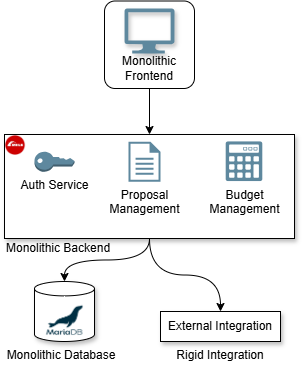 Monolithic
Frontend
Auth Service
Proposal
Management
Budget
Management
Monolithic Backend
MariaDB
External Integration
Monolithic Database
Rigid Integration